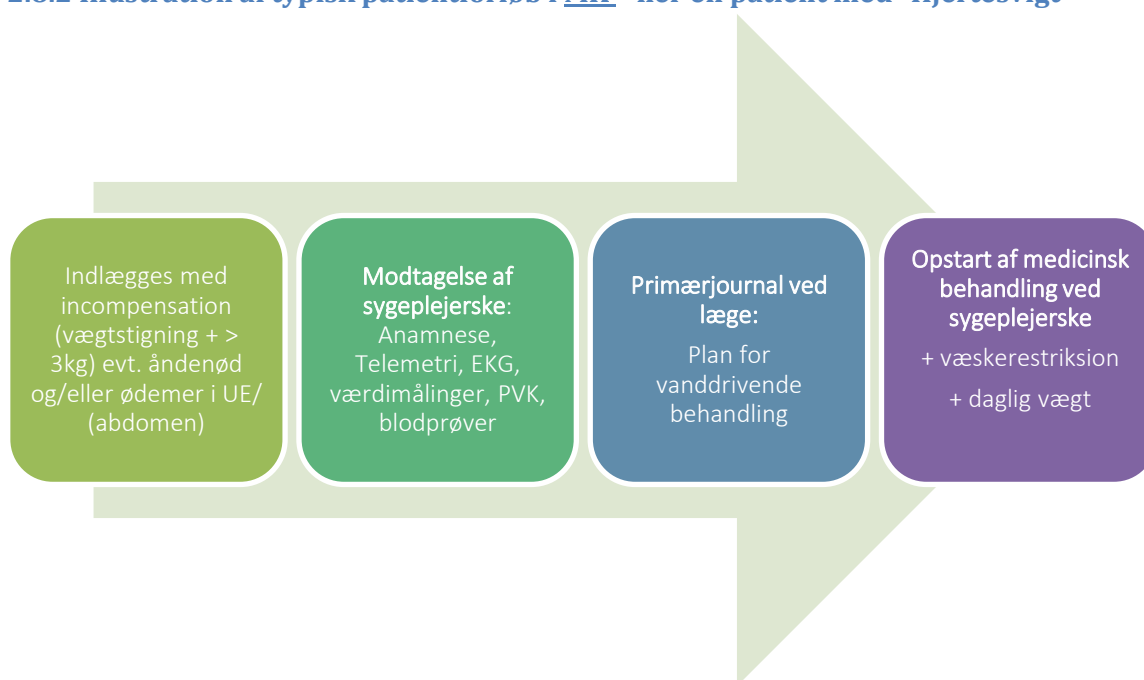 Indlægges med
incompensation
(vægtstigning + >
3kg) evt. åndenød
og/eller ødemer i UE/
(abdomen)
Modtagelse af
sygeplejerske:
Anamnese,
Telemetri, EKG,
værdimålinger, PVK,
blodprøver
Primærjournal ved
læge:
Plan for
vanddrivende
behandling
Opstart af medicinsk
behandling ved
sygeplejerske
+ væskerestriksion
+ daglig vægt